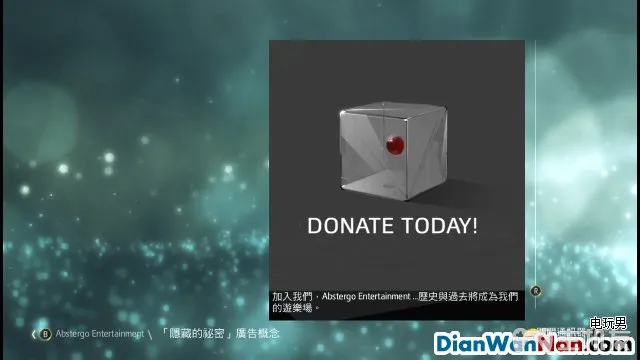 DONATE TODAY!
加入我們，Abstergo Entertainment ...歷史與過去將成為我們
的遊樂場。
R
B Abstergo Entertainment \ 「隱藏的祕密」廣告概念
电玩男
DianWanNan.com